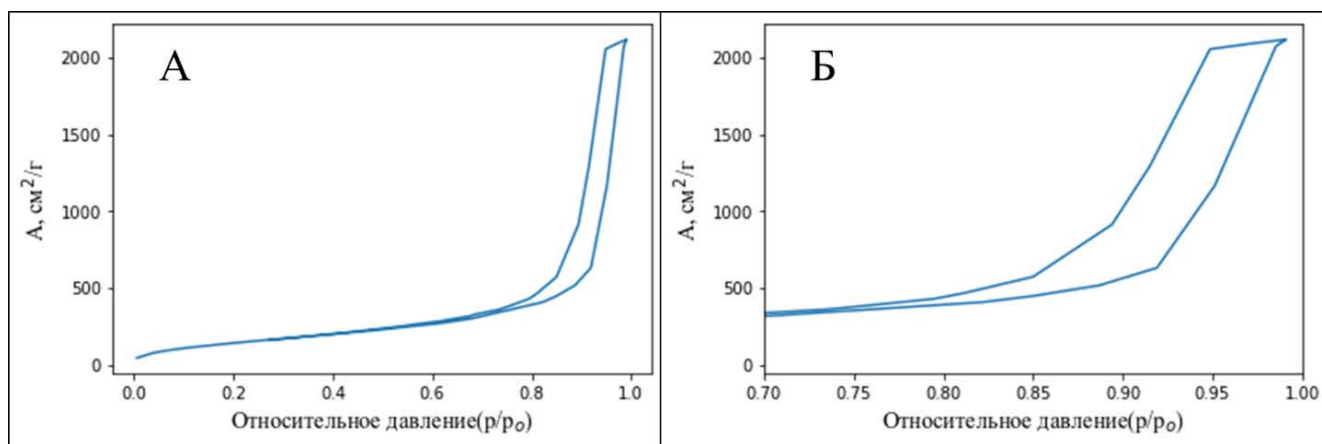 А
A, см²/г
2000
1500
1000
500
0
0.0 0.2 0.4 0.6 0.8 1.0
Относительное давление(p/pₒ)
Б
A, см²/г
2000
1500
1000
500
0
0.70 0.75 0.80 0.85 0.90 0.95 1.00
Относительное давление(p/pₒ)